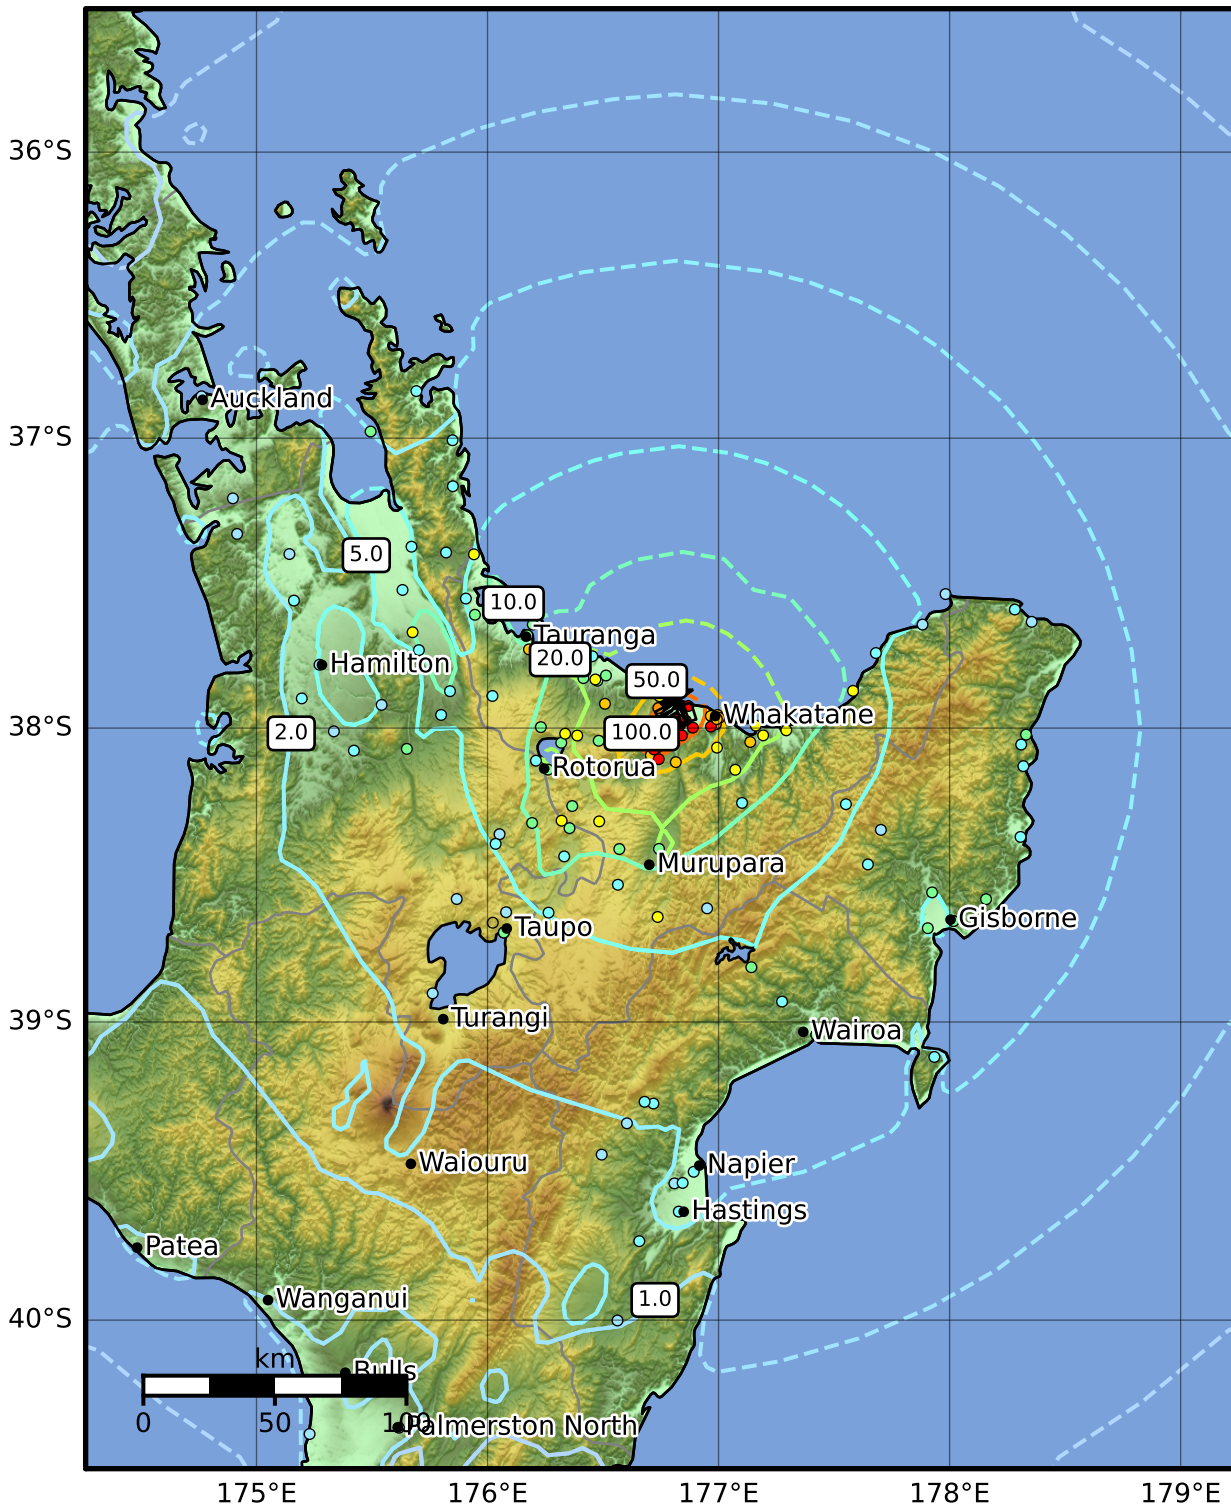 36°S
Auckland
37°S
5.0
10.0
Tauranga
20.0
Hamilton
50.0
Whakatane
38°S
2.0
100.0
Rotorua
Murupara
Gisborne
Taupo
39°S
Turangi
Wairoa
Waiouru
Napier
Hastings
Patea
1.0
Wanganui
40°S
km
Bulls
0 50 100
Palmerston North
175°E 176°E 177°E 178°E 179°E